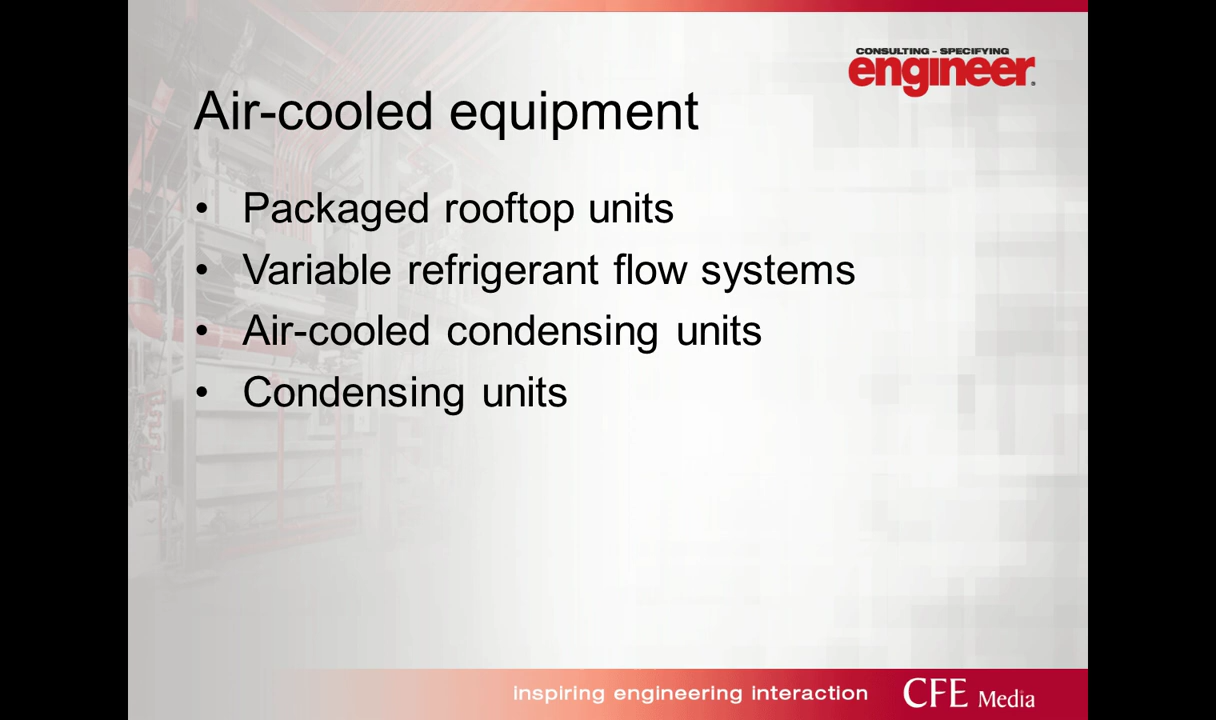 CONSULTING - SPECIFYING
engineer®
Air-cooled equipment
• Packaged rooftop units
• Variable refrigerant flow systems
• Air-cooled condensing units
• Condensing units
inspiring engineering interaction
CFE Media